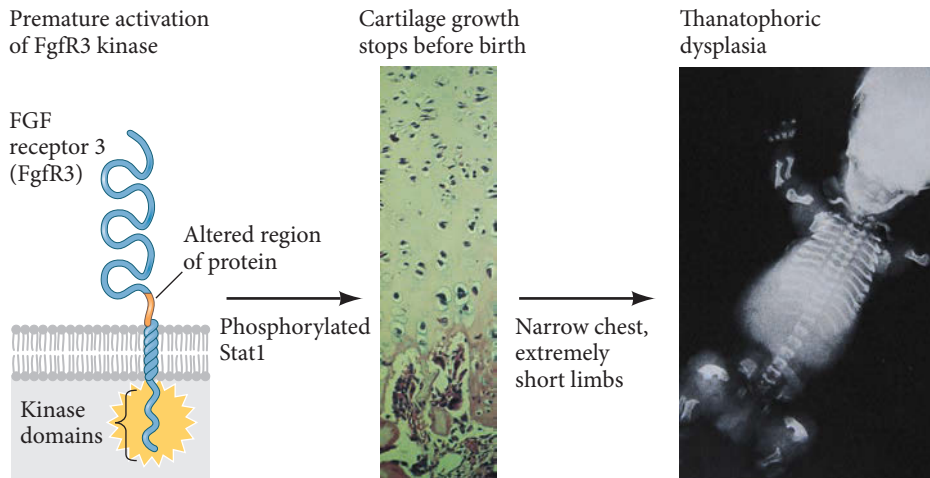 Premature activation
of FgfR3 kinase
Cartilage growth
stops before birth
Thanatophoric
dysplasia
FGF
receptor 3
(FgfR3)
Altered region
of protein
Phosphorylated
Stat1
Narrow chest,
extremely
short limbs
Kinase
domains